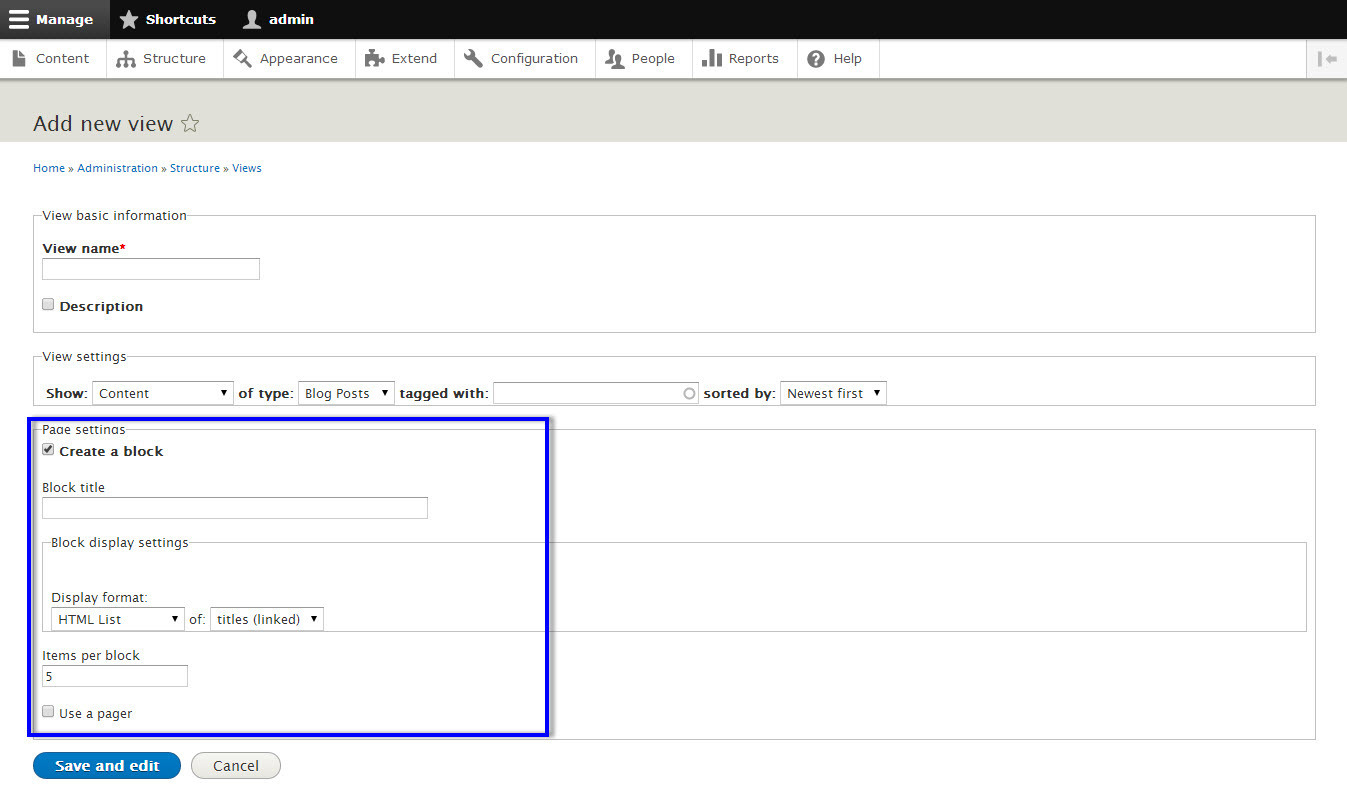 Manage Shortcuts admin
Content Structure Appearance Extend Configuration People Reports Help
Add new view
Home » Administration » Structure » Views
View basic information
View name*
Description
View settings
Show: Content of type: Blog Posts tagged with: sorted by: Newest first
Page settings
Create a block
Block title
Block display settings
Display format:
HTML List of: titles (linked)
Items per block
5
Use a pager
Save and edit Cancel